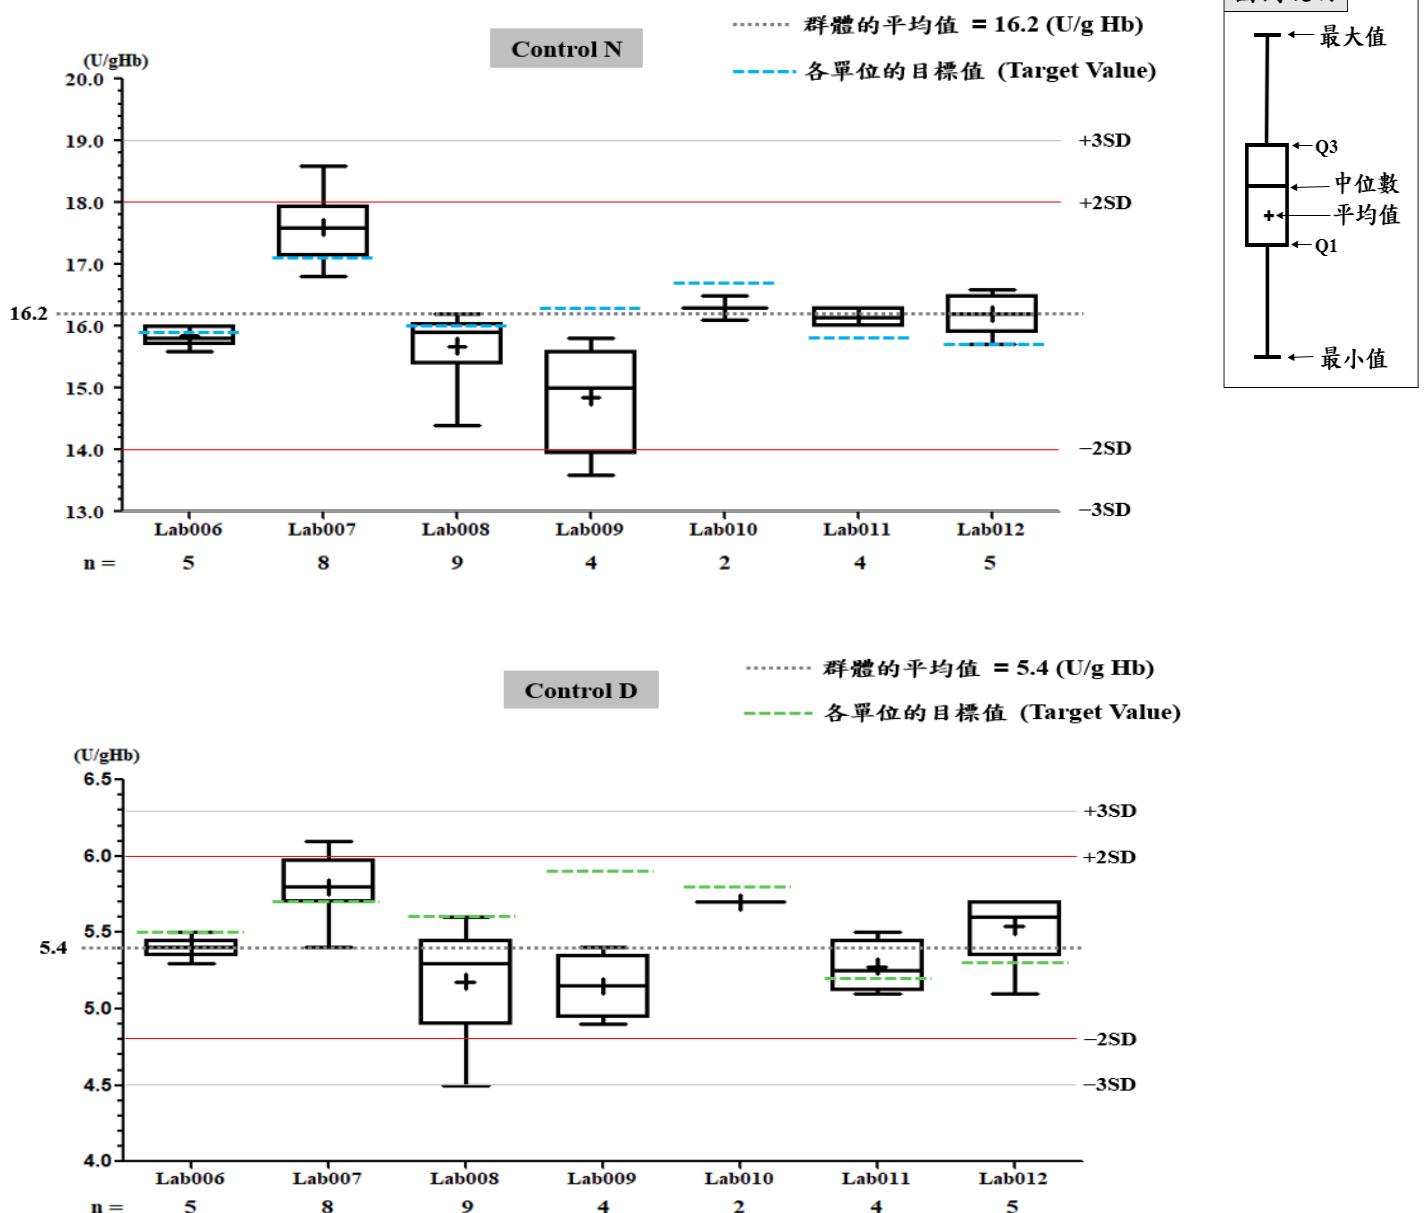 Control N
群體的平均值 = 16.2 (U/g Hb)
各單位的目標值 (Target Value)
(U/gHb)
20.0
19.0
18.0
17.0
16.2
16.0
15.0
14.0
13.0
+3SD
+2SD
−2SD
−3SD
Lab006 Lab007 Lab008 Lab009 Lab010 Lab011 Lab012
n = 5 8 9 4 2 4 5
最大值
Q3
中位數
平均值
Q1
最小值
Control D
群體的平均值 = 5.4 (U/g Hb)
各單位的目標值 (Target Value)
(U/gHb)
6.5
6.0
5.5
5.4
5.0
4.5
4.0
+3SD
+2SD
−2SD
−3SD
Lab006 Lab007 Lab008 Lab009 Lab010 Lab011 Lab012
n = 5 8 9 4 2 4 5